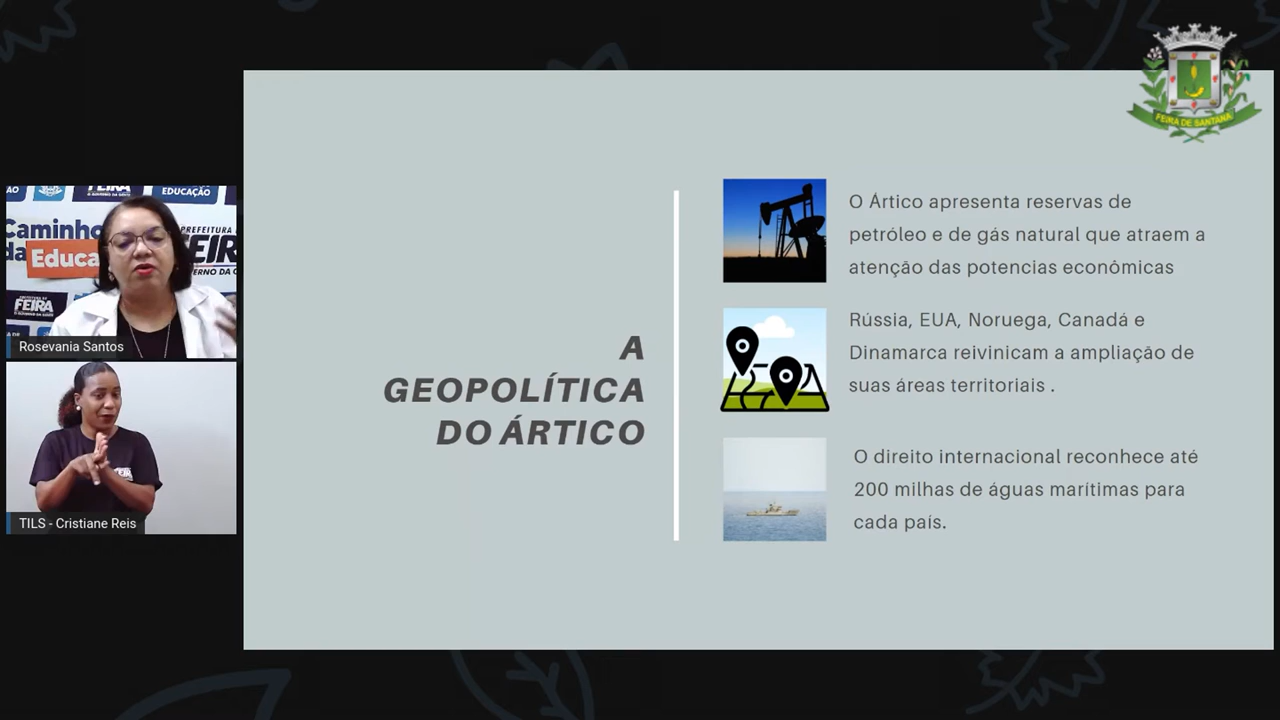 FEIRA DE SANTANA
EDUCAÇÃO
Caminho
da
Educa
PREFEITURA
FEIRA
Rosevania Santos
TILS - Cristiane Reis
A
GEOPOLÍTICA
DO ÁRTICO
O Ártico apresenta reservas de
petróleo e de gás natural que atraem a
atenção das potencias econômicas
Rússia, EUA, Noruega, Canadá e
Dinamarca reivinicam a ampliação de
suas áreas territoriais .
O direito internacional reconhece até
200 milhas de águas marítimas para
cada país.